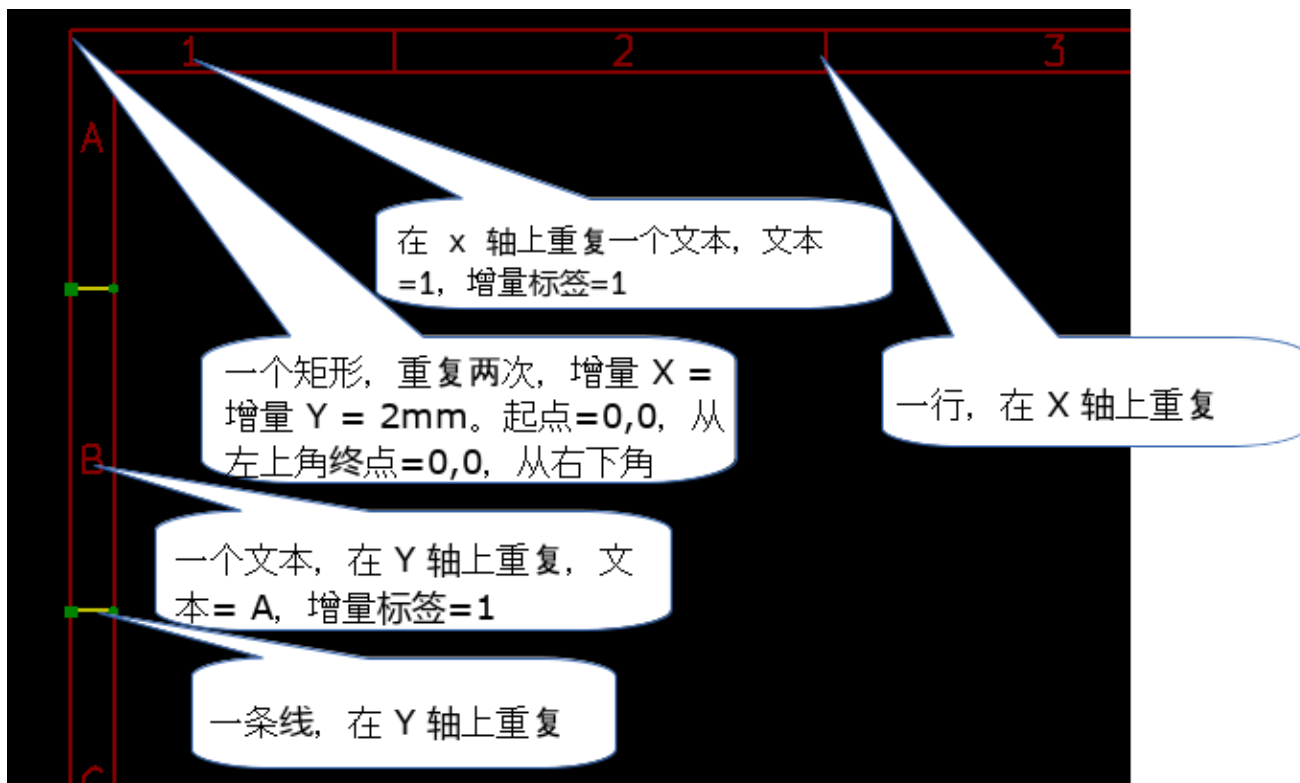 1 2 3
A
在 x 轴上重复一个文本，文本
=1，增量标签=1
一个矩形，重复两次，增量 X =
增量 Y = 2mm。起点=0,0，从
左上角终点=0,0，从右下角
一行，在 X 轴上重复
B
一个文本，在 Y 轴上重复，文
本= A，增量标签=1
一条线，在 Y 轴上重复
C